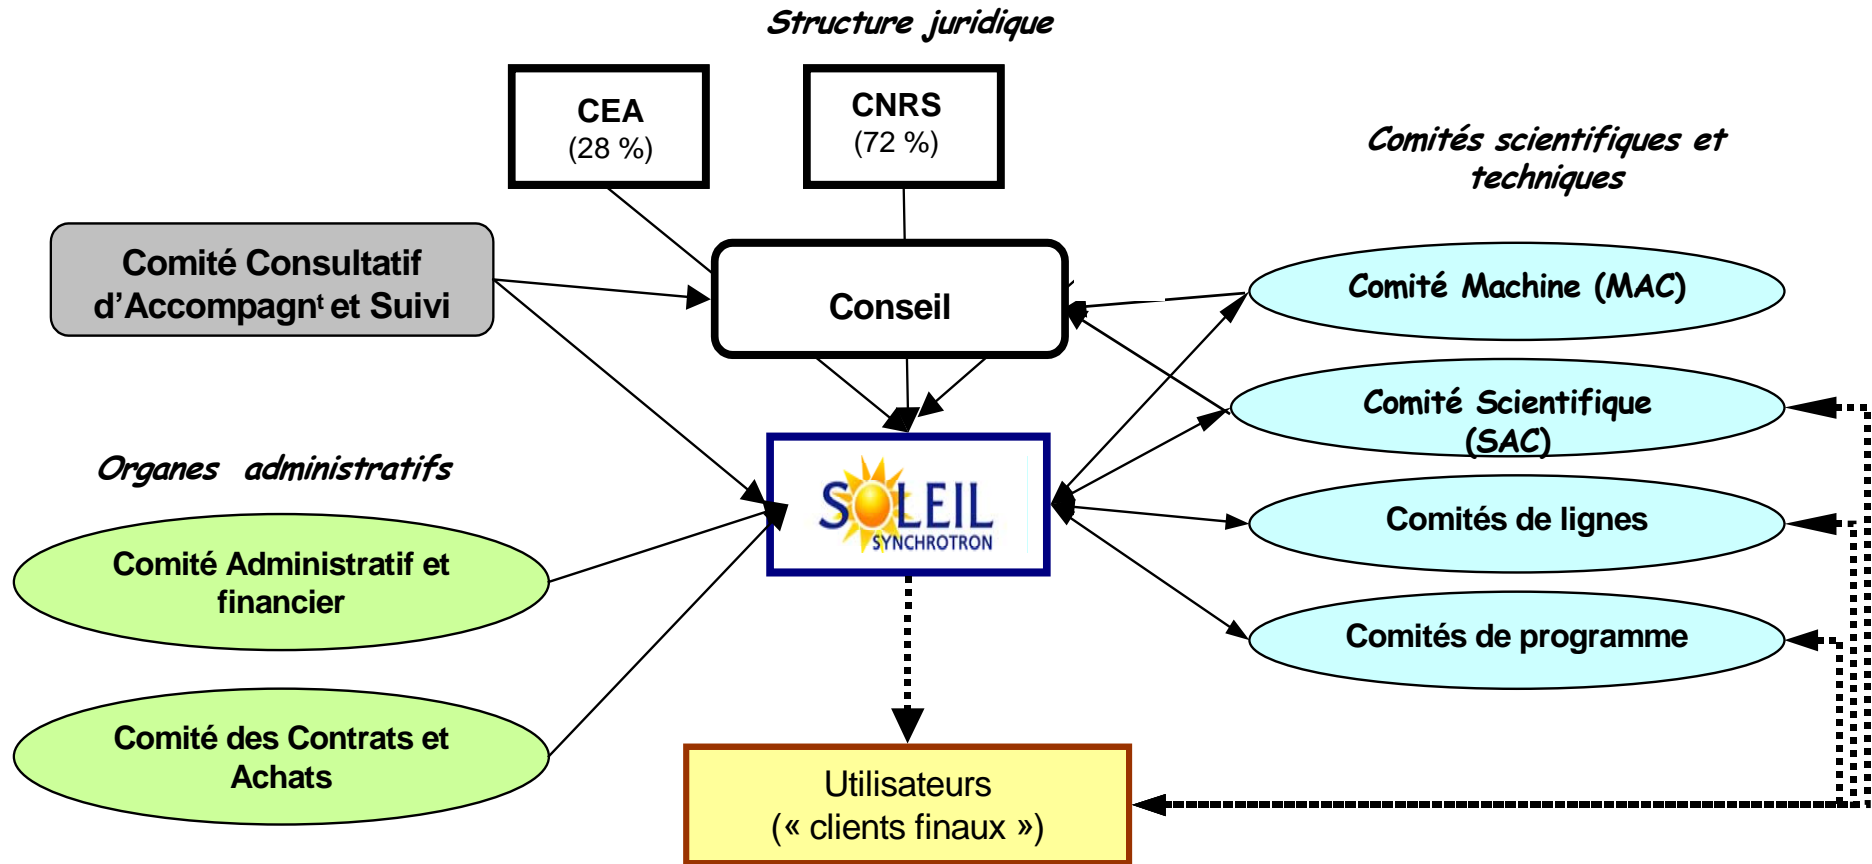 Structure juridique
CEA
(28 %)
CNRS
(72 %)
Comités scientifiques et
techniques
Comité Consultatif
d’Accompagnᵗ et Suivi
Conseil
Comité Machine (MAC)
Comité Scientifique
(SAC)
Organes administratifs
SOLEIL
SYNCHROTRON
Comités de lignes
Comité Administratif et
financier
Comités de programme
Comité des Contrats et
Achats
Utilisateurs
(« clients finaux »)